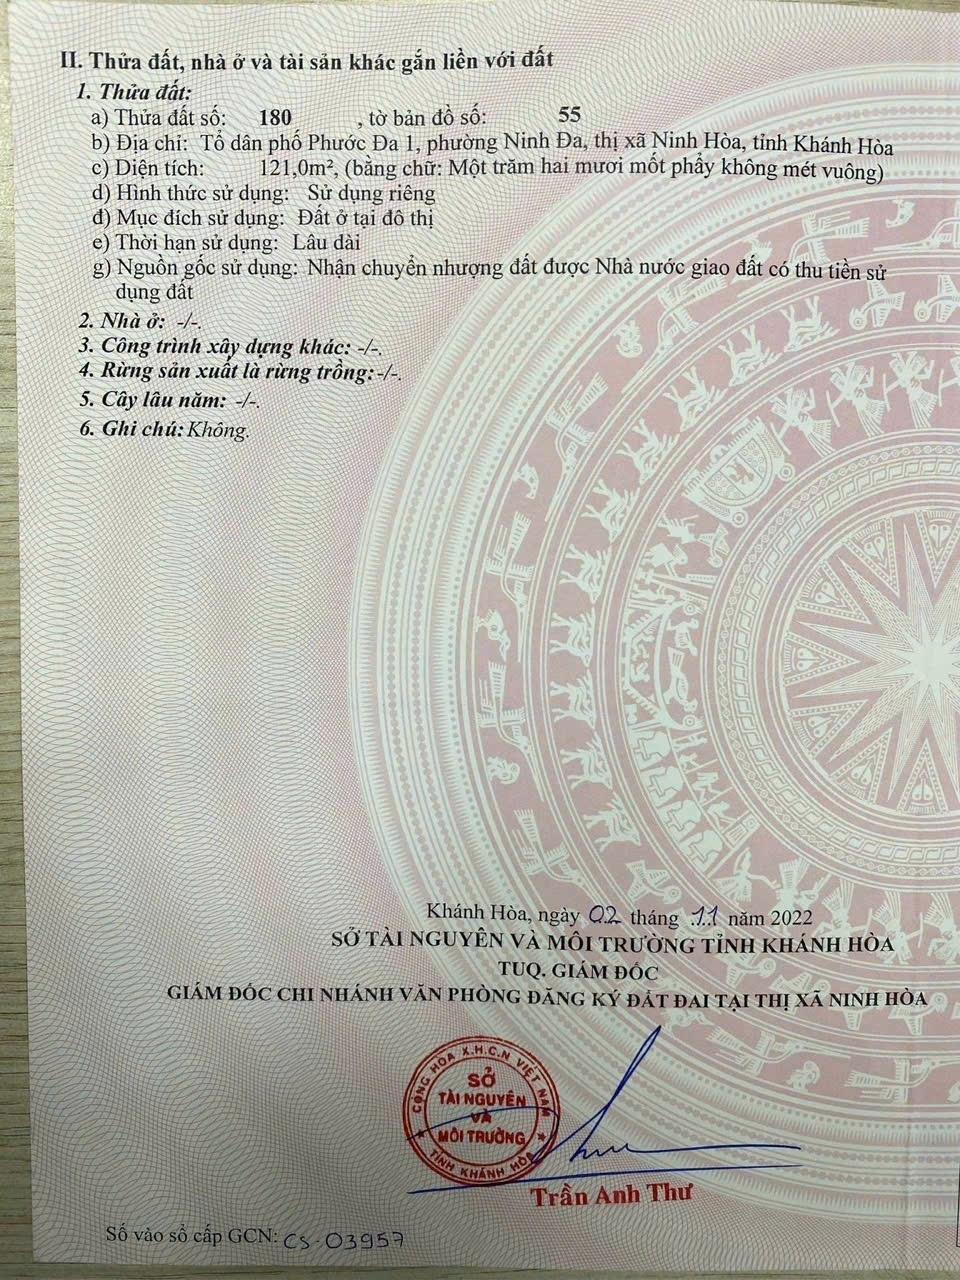 II. Thửa đất, nhà ở và tài sản khác gắn liền với đất
1. Thửa đất:
a) Thửa đất số: 180 , tờ bản đồ số: 55
b) Địa chỉ: Tổ dân phố Phước Đa 1, phường Ninh Đa, thị xã Ninh Hòa, tỉnh Khánh Hòa
c) Diện tích: 121,0m², (bằng chữ: Một trăm hai mươi mốt phẩy không mét vuông)
d) Hình thức sử dụng: Sử dụng riêng
đ) Mục đích sử dụng: Đất ở tại đô thị
e) Thời hạn sử dụng: Lâu dài
g) Nguồn gốc sử dụng: Nhận chuyển nhượng đất được Nhà nước giao đất có thu tiền sử
dụng đất
2. Nhà ở: -/-.
3. Công trình xây dựng khác: -/-.
4. Rừng sản xuất là rừng trồng:-/-.
5. Cây lâu năm: -/-.
6. Ghi chú: Không.
Khánh Hòa, ngày 02 tháng 11 năm 2022
SỞ TÀI NGUYÊN VÀ MÔI TRƯỜNG TỈNH KHÁNH HÒA
TUQ. GIÁM ĐỐC
GIÁM ĐỐC CHI NHÁNH VĂN PHÒNG ĐĂNG KÝ ĐẤT ĐAI TẠI THỊ XÃ NINH HÒA
CỘNG HÒA X.H.C.N VIỆT NAM
SỞ
TÀI NGUYÊN
VÀ
MÔI TRƯỜNG
TỈNH KHÁNH HÒA
Trần Anh Thư
Số vào sổ cấp GCN: CS-03957